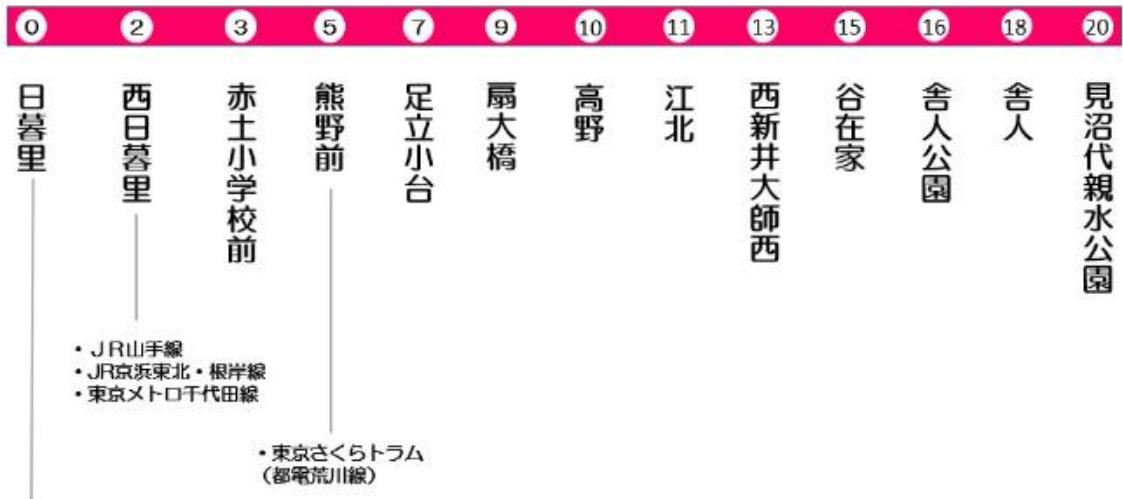 0 2 3 5 7 9 10 11 13 15 16 18 20
日暮里
西日暮里
赤土小学校前
熊野前
足立小台
扇大橋
高野
江北
西新井大師西
谷在家
舎人公園
舎人
見沼代親水公園
・JR山手線
・JR京浜東北・根岸線
・東京メトロ千代田線
・東京さくらトラム
（都電荒川線）